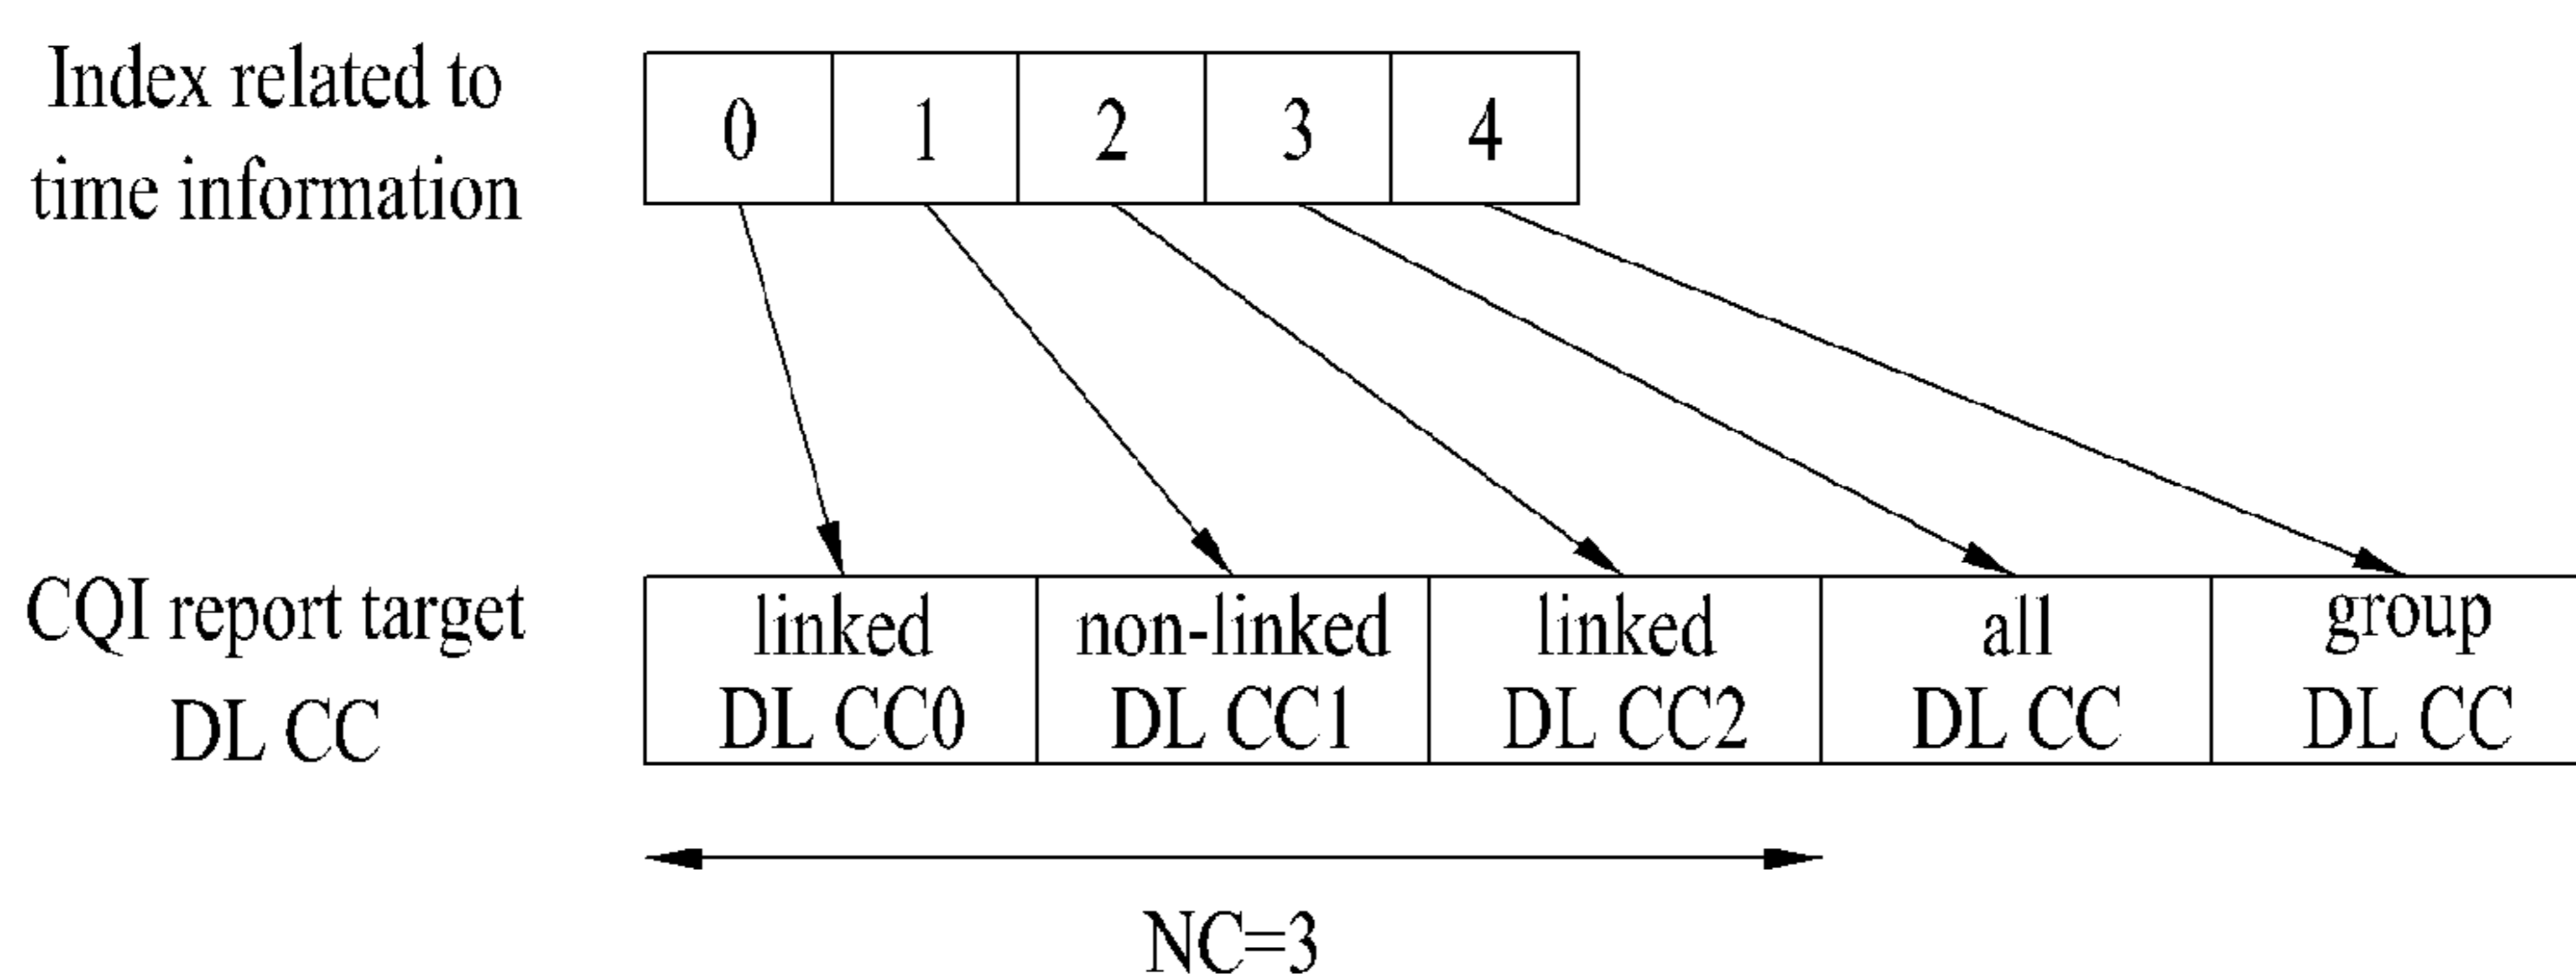 Index related to
time information
0 1 2 3 4
CQI report target
DL CC
linked
DL CC0
non-linked
DL CC1
linked
DL CC2
all
DL CC
group
DL CC
NC=3